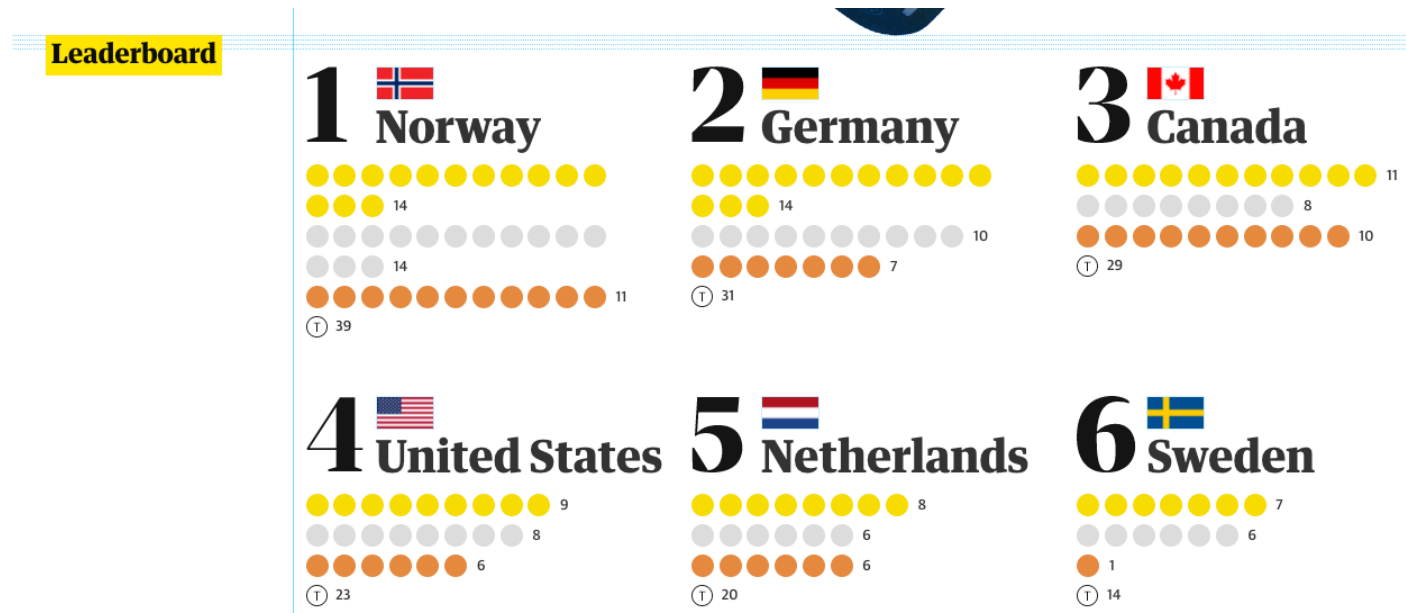 Leaderboard
1 Norway
14
14
11
T 39
2 Germany
14
10
7
T 31
3 Canada
11
8
10
T 29
4 United States
9
8
6
T 23
5 Netherlands
8
6
6
T 20
6 Sweden
7
6
1
T 14